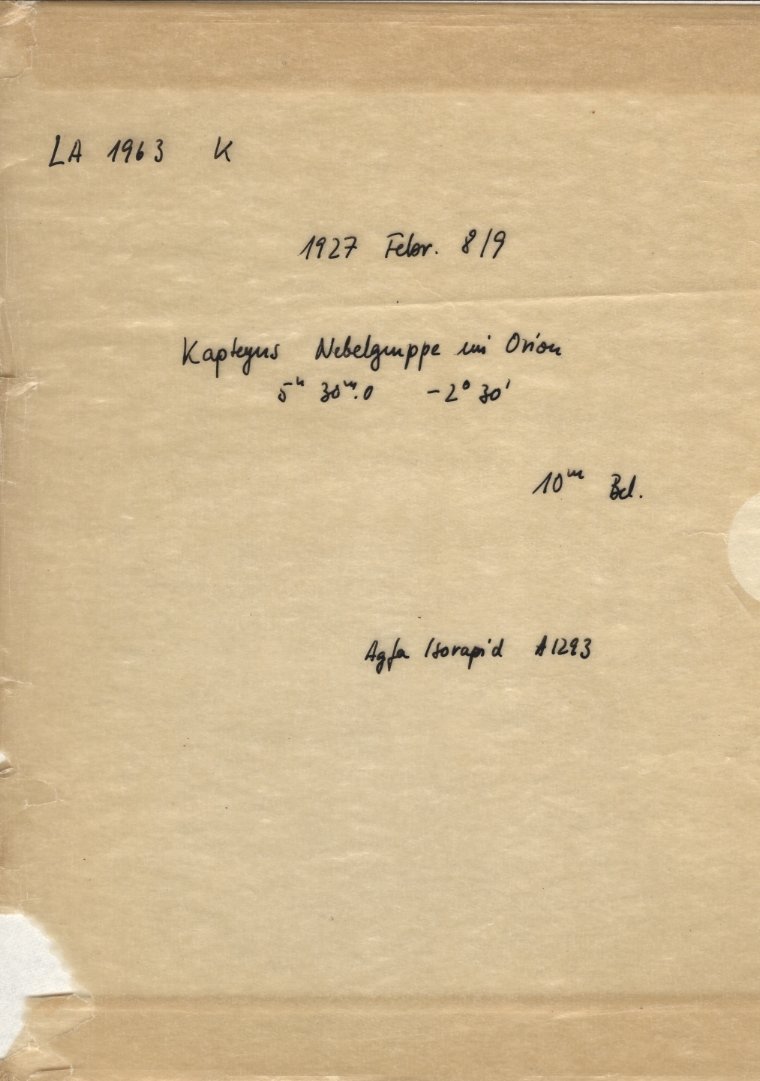 LA 1963 K
1927 Febr. 8/9
Kapteyns Nebelgruppe im Orion
5ʰ 30ᵐ.0 -2° 30'
10ᵐ Bel.
Agfa Isorapid A1293